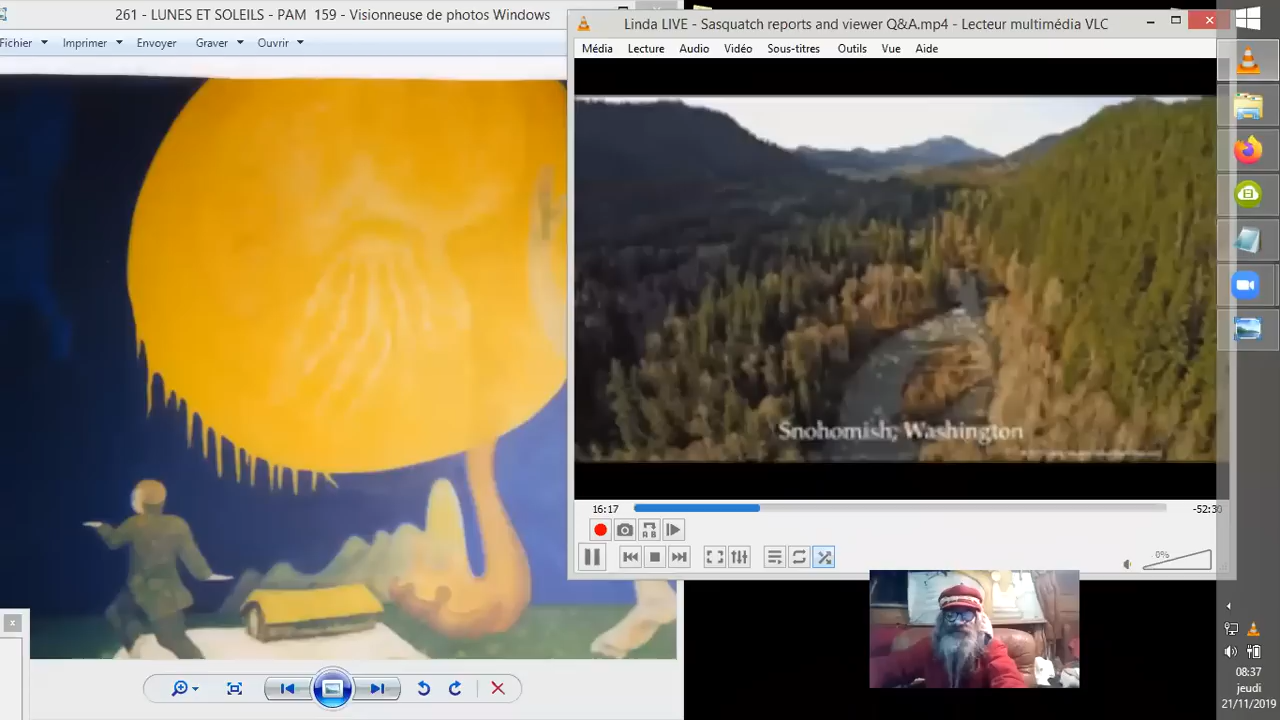 261 - LUNES ET SOLEILS - PAM 159 - Visionneuse de photos Windows
Fichier Imprimer Envoyer Graver Ouvrir
Linda LIVE - Sasquatch reports and viewer Q&A.mp4 - Lecteur multimédia VLC
Média Lecture Audio Vidéo Sous-titres Outils Vue Aide
Snohomish, Washington
16:17
-52:30
A B
0%
08:37
jeudi
21/11/2019